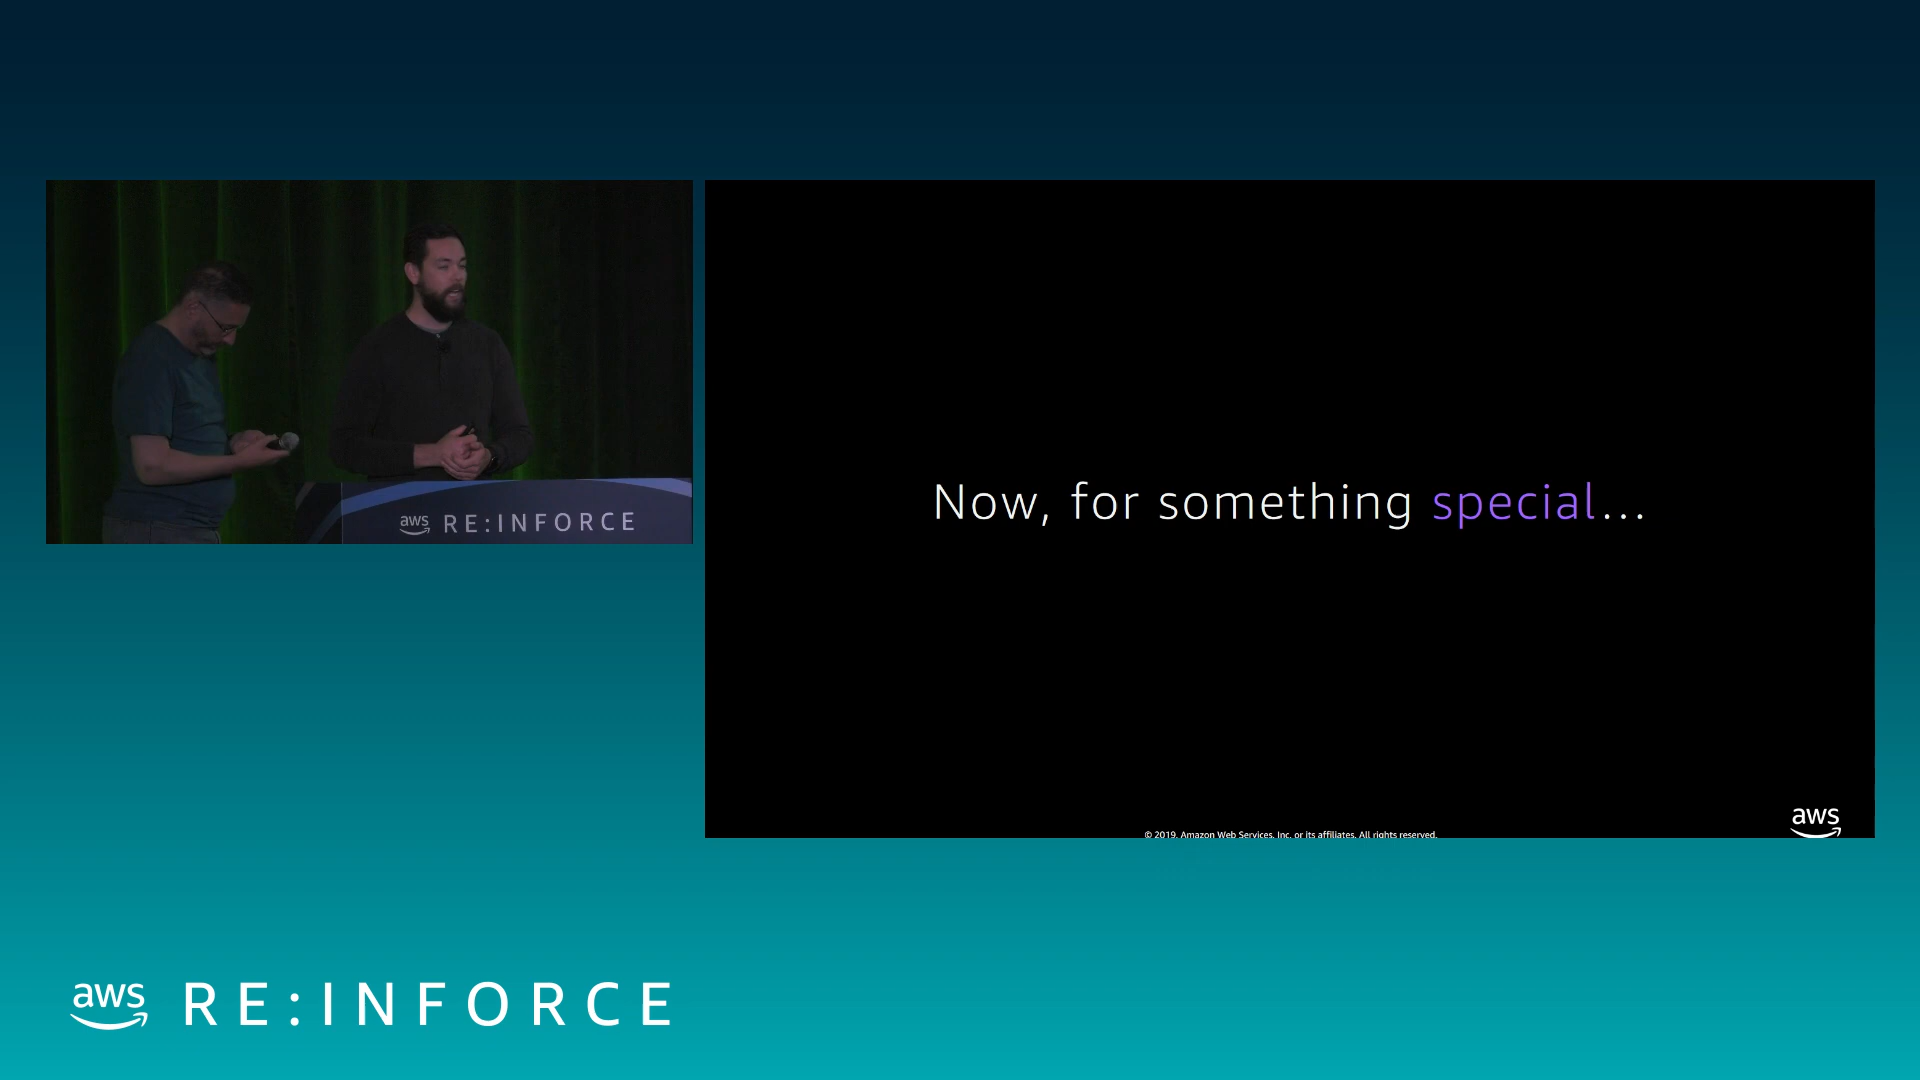 aws RE:INFORCE
Now, for something special...
aws
© 2019, Amazon Web Services, Inc. or its affiliates. All rights reserved.
aws RE:INFORCE